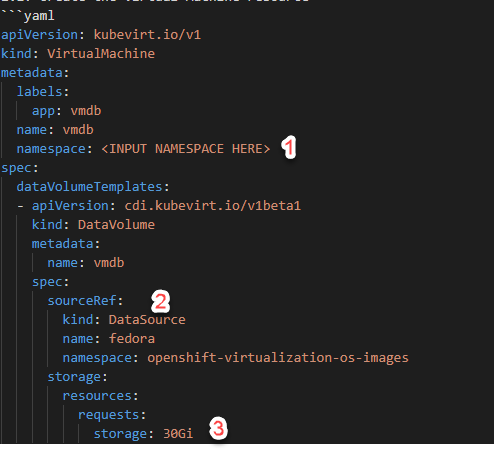 ```yaml
apiVersion: kubevirt.io/v1
kind: VirtualMachine
metadata:
  labels:
    app: vmdb
  name: vmdb
  namespace: <INPUT NAMESPACE HERE> 1
spec:
  dataVolumeTemplates:
  - apiVersion: cdi.kubevirt.io/v1beta1
    kind: DataVolume
    metadata:
      name: vmdb
    spec:
      sourceRef: 2
        kind: DataSource
        name: fedora
        namespace: openshift-virtualization-os-images
      storage:
        resources:
          requests:
            storage: 30Gi 3